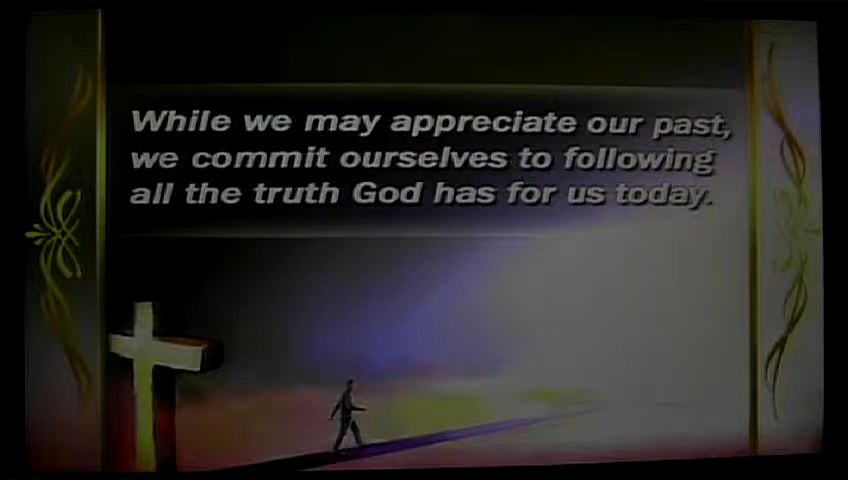 While we may appreciate our past,
we commit ourselves to following
all the truth God has for us today.